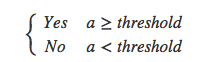 Yes a ≥ threshold
No a < threshold